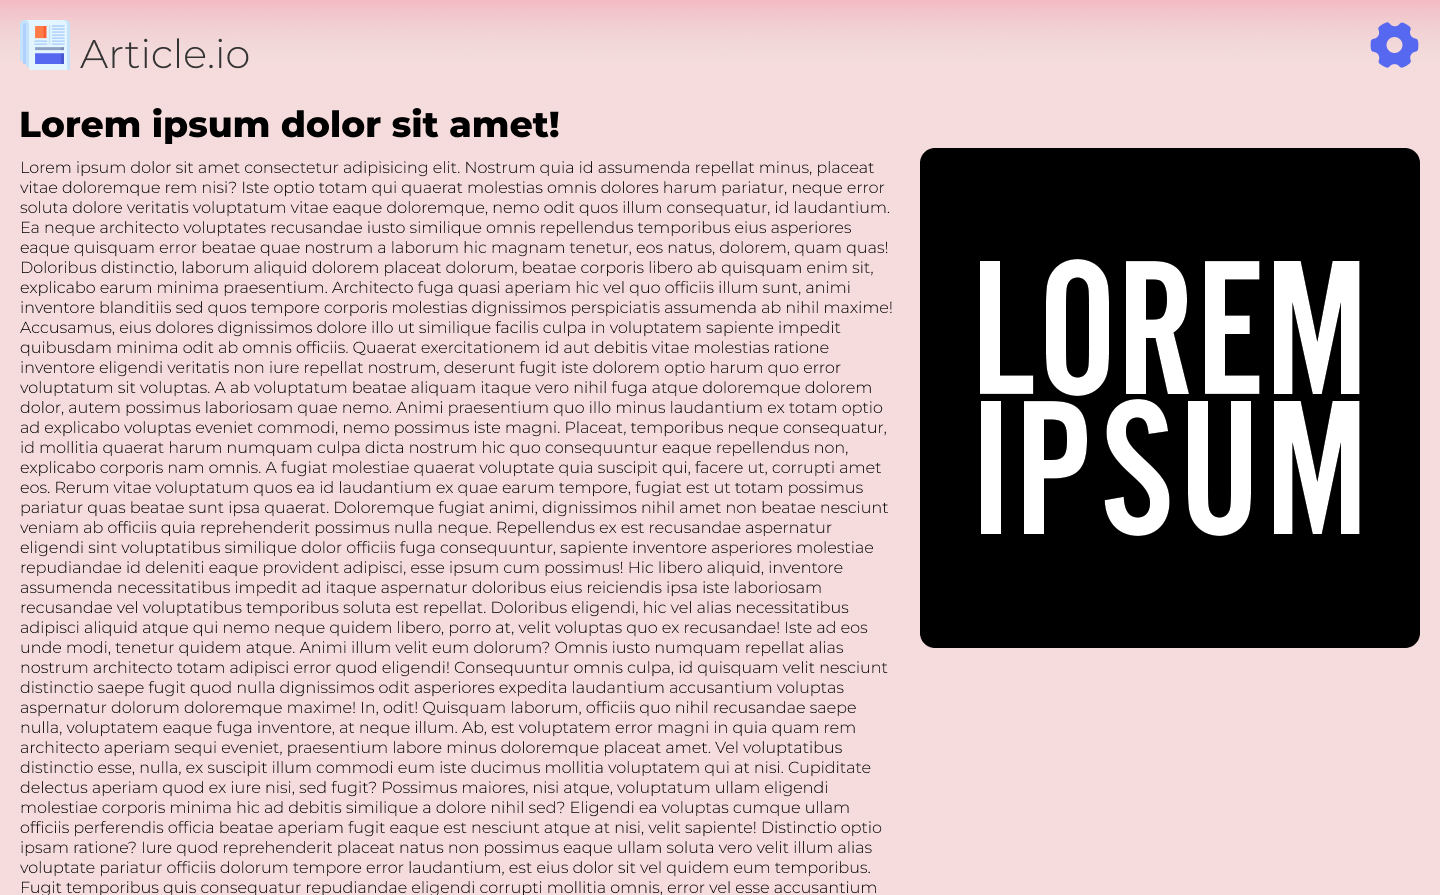 Article.io
Lorem ipsum dolor sit amet!
Lorem ipsum dolor sit amet consectetur adipisicing elit. Nostrum quia id assumenda repellat minus, placeat
vitae doloremque rem nisi? Iste optio totam qui quaerat molestias omnis dolores harum pariatur, neque error
soluta dolore veritatis voluptatum vitae eaque doloremque, nemo odit quos illum consequatur, id laudantium.
Ea neque architecto voluptates recusandae iusto similique omnis repellendus temporibus eius asperiores
eaque quisquam error beatae quae nostrum a laborum hic magnam tenetur, eos natus, dolorem, quam quas!
Doloribus distinctio, laborum aliquid dolorem placeat dolorum, beatae corporis libero ab quisquam enim sit,
explicabo earum minima praesentium. Architecto fuga quasi aperiam hic vel quo officiis illum sunt, animi
inventore blanditiis sed quos tempore corporis molestias dignissimos perspiciatis assumenda ab nihil maxime!
Accusamus, eius dolores dignissimos dolore illo ut similique facilis culpa in voluptatem sapiente impedit
quibusdam minima odit ab omnis officiis. Quaerat exercitationem id aut debitis vitae molestias ratione
inventore eligendi veritatis non iure repellat nostrum, deserunt fugit iste dolorem optio harum quo error
voluptatum sit voluptas. A ab voluptatum beatae aliquam itaque vero nihil fuga atque doloremque dolorem
dolor, autem possimus laboriosam quae nemo. Animi praesentium quo illo minus laudantium ex totam optio
ad explicabo voluptas eveniet commodi, nemo possimus iste magni. Placeat, temporibus neque consequatur,
id mollitia quaerat harum numquam culpa dicta nostrum hic quo consequuntur eaque repellendus non,
explicabo corporis nam omnis. A fugiat molestiae quaerat voluptate quia suscipit qui, facere ut, corrupti amet
eos. Rerum vitae voluptatum quos ea id laudantium ex quae earum tempore, fugiat est ut totam possimus
pariatur quas beatae sunt ipsa quaerat. Doloremque fugiat animi, dignissimos nihil amet non beatae nesciunt
veniam ab officiis quia reprehenderit possimus nulla neque. Repellendus ex est recusandae aspernatur
eligendi sint voluptatibus similique dolor officiis fuga consequuntur, sapiente inventore asperiores molestiae
repudiandae id deleniti eaque provident adipisci, esse ipsum cum possimus! Hic libero aliquid, inventore
assumenda necessitatibus impedit ad itaque aspernatur doloribus eius reiciendis ipsa iste laboriosam
recusandae vel voluptatibus temporibus soluta est repellat. Doloribus eligendi, hic vel alias necessitatibus
adipisci aliquid atque qui nemo neque quidem libero, porro at, velit voluptas quo ex recusandae! Iste ad eos
unde modi, tenetur quidem atque. Animi illum velit eum dolorum? Omnis iusto numquam repellat alias
nostrum architecto totam adipisci error quod eligendi! Consequuntur omnis culpa, id quisquam velit nesciunt
distinctio saepe fugit quod nulla dignissimos odit asperiores expedita laudantium accusantium voluptas
aspernatur dolorum doloremque maxime! In, odit! Quisquam laborum, officiis quo nihil recusandae saepe
nulla, voluptatem eaque fuga inventore, at neque illum. Ab, est voluptatem error magni in quia quam rem
architecto aperiam sequi eveniet, praesentium labore minus doloremque placeat amet. Vel voluptatibus
distinctio esse, nulla, ex suscipit illum commodi eum iste ducimus mollitia voluptatem qui at nisi. Cupiditate
delectus aperiam quod ex iure nisi, sed fugit? Possimus maiores, nisi atque, voluptatum ullam eligendi
molestiae corporis minima hic ad debitis similique a dolore nihil sed? Eligendi ea voluptas cumque ullam
officiis perferendis officia beatae aperiam fugit eaque est nesciunt atque at nisi, velit sapiente! Distinctio optio
ipsam ratione? Iure quod reprehenderit placeat natus non possimus eaque ullam soluta vero velit illum alias
voluptate pariatur officiis dolorum tempore error laudantium, est eius dolor sit vel quidem eum temporibus.
Fugit temporibus quis consequatur repudiandae eligendi corrupti mollitia omnis, error vel esse accusantium
LOREM
IPSUM